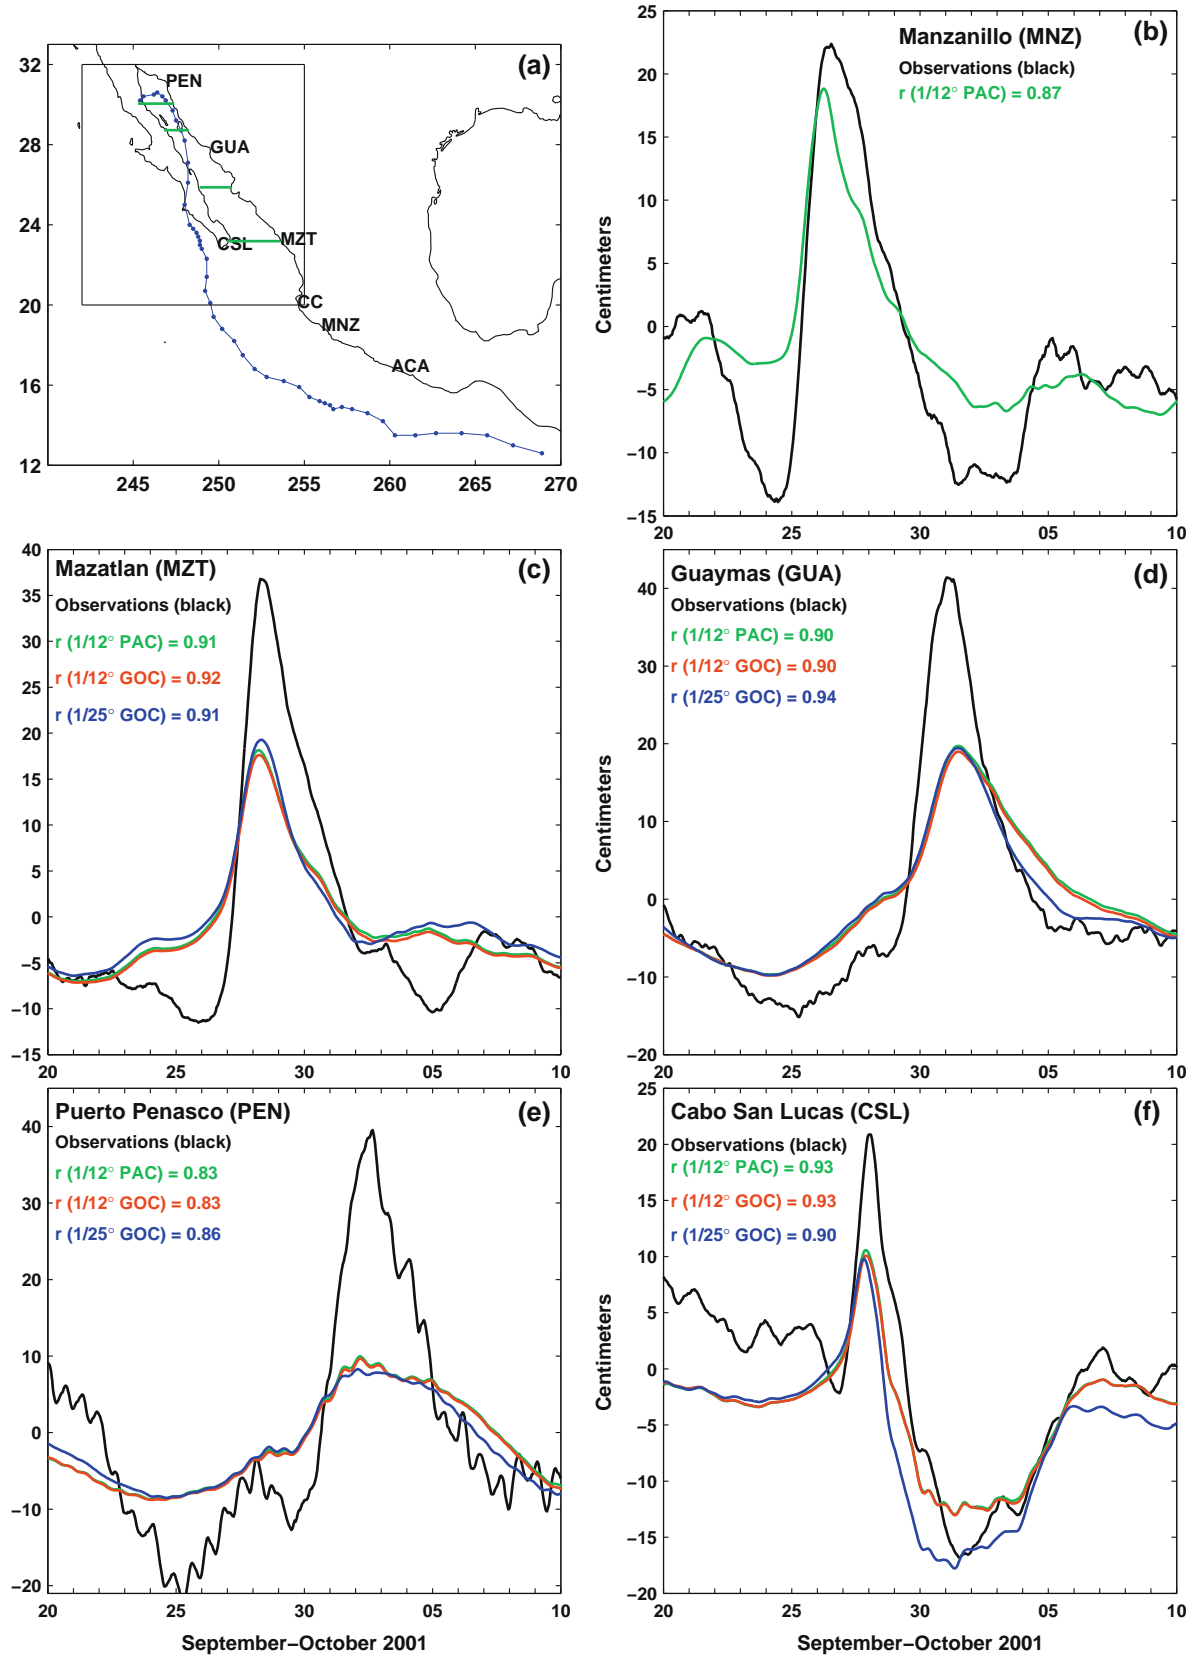 (a)
PEN
GUA
CSL
MZT
CC
MNZ
ACA
32
28
24
20
16
12
245
250
255
260
265
270
(b)
Manzanillo (MNZ)
Observations (black)
r (1/12° PAC) = 0.87
Centimeters
25
20
15
10
5
0
−5
−10
−15
20
25
30
05
10
(c)
Mazatlan (MZT)
Observations (black)
r (1/12° PAC) = 0.91
r (1/12° GOC) = 0.92
r (1/25° GOC) = 0.91
40
35
30
25
20
15
10
5
0
−5
−10
−15
20
25
30
05
10
(d)
Guaymas (GUA)
Observations (black)
r (1/12° PAC) = 0.90
r (1/12° GOC) = 0.90
r (1/25° GOC) = 0.94
Centimeters
40
30
20
10
0
−10
−20
20
25
30
05
10
(e)
Puerto Penasco (PEN)
Observations (black)
r (1/12° PAC) = 0.83
r (1/12° GOC) = 0.83
r (1/25° GOC) = 0.86
40
30
20
10
0
−10
−20
20
25
30
05
10
September−October 2001
(f)
Cabo San Lucas (CSL)
Observations (black)
r (1/12° PAC) = 0.93
r (1/12° GOC) = 0.93
r (1/25° GOC) = 0.90
Centimeters
25
20
15
10
5
0
−5
−10
−15
−20
20
25
30
05
10
September−October 2001